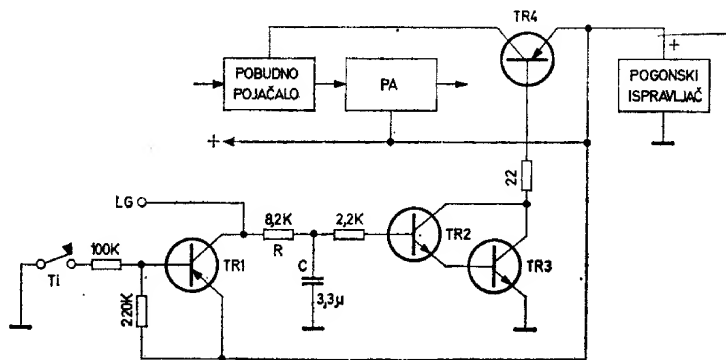 TR4
+
POBUDNO
POJAČALO
PA
POGONSKI
ISPRAVLJAČ
+
22
LG
8,2K
2,2K
TR2
100K
R
Ti
TR1
C
TR3
3,3µ
220K